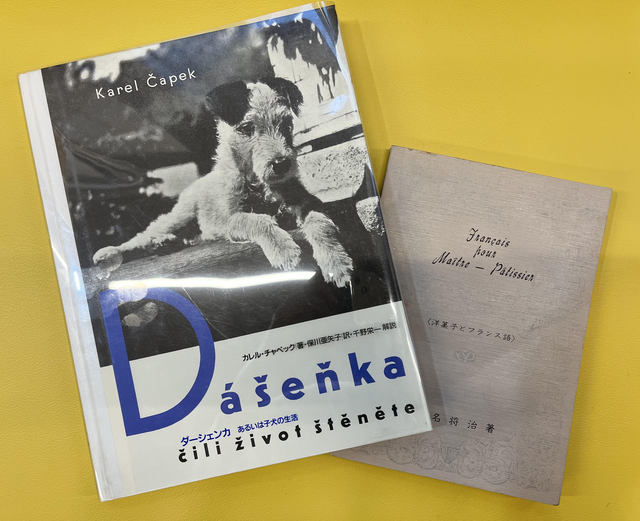 Karel Čapek
カレル・チャペック著・保川亜矢子訳・千野栄一解説
Dášeňka
ダーシェンカ あるいは子犬の生活
čili život štěněte
Français
pour
Maître — Pâtissier
〈洋菓子とフランス語〉
名 将 治 著